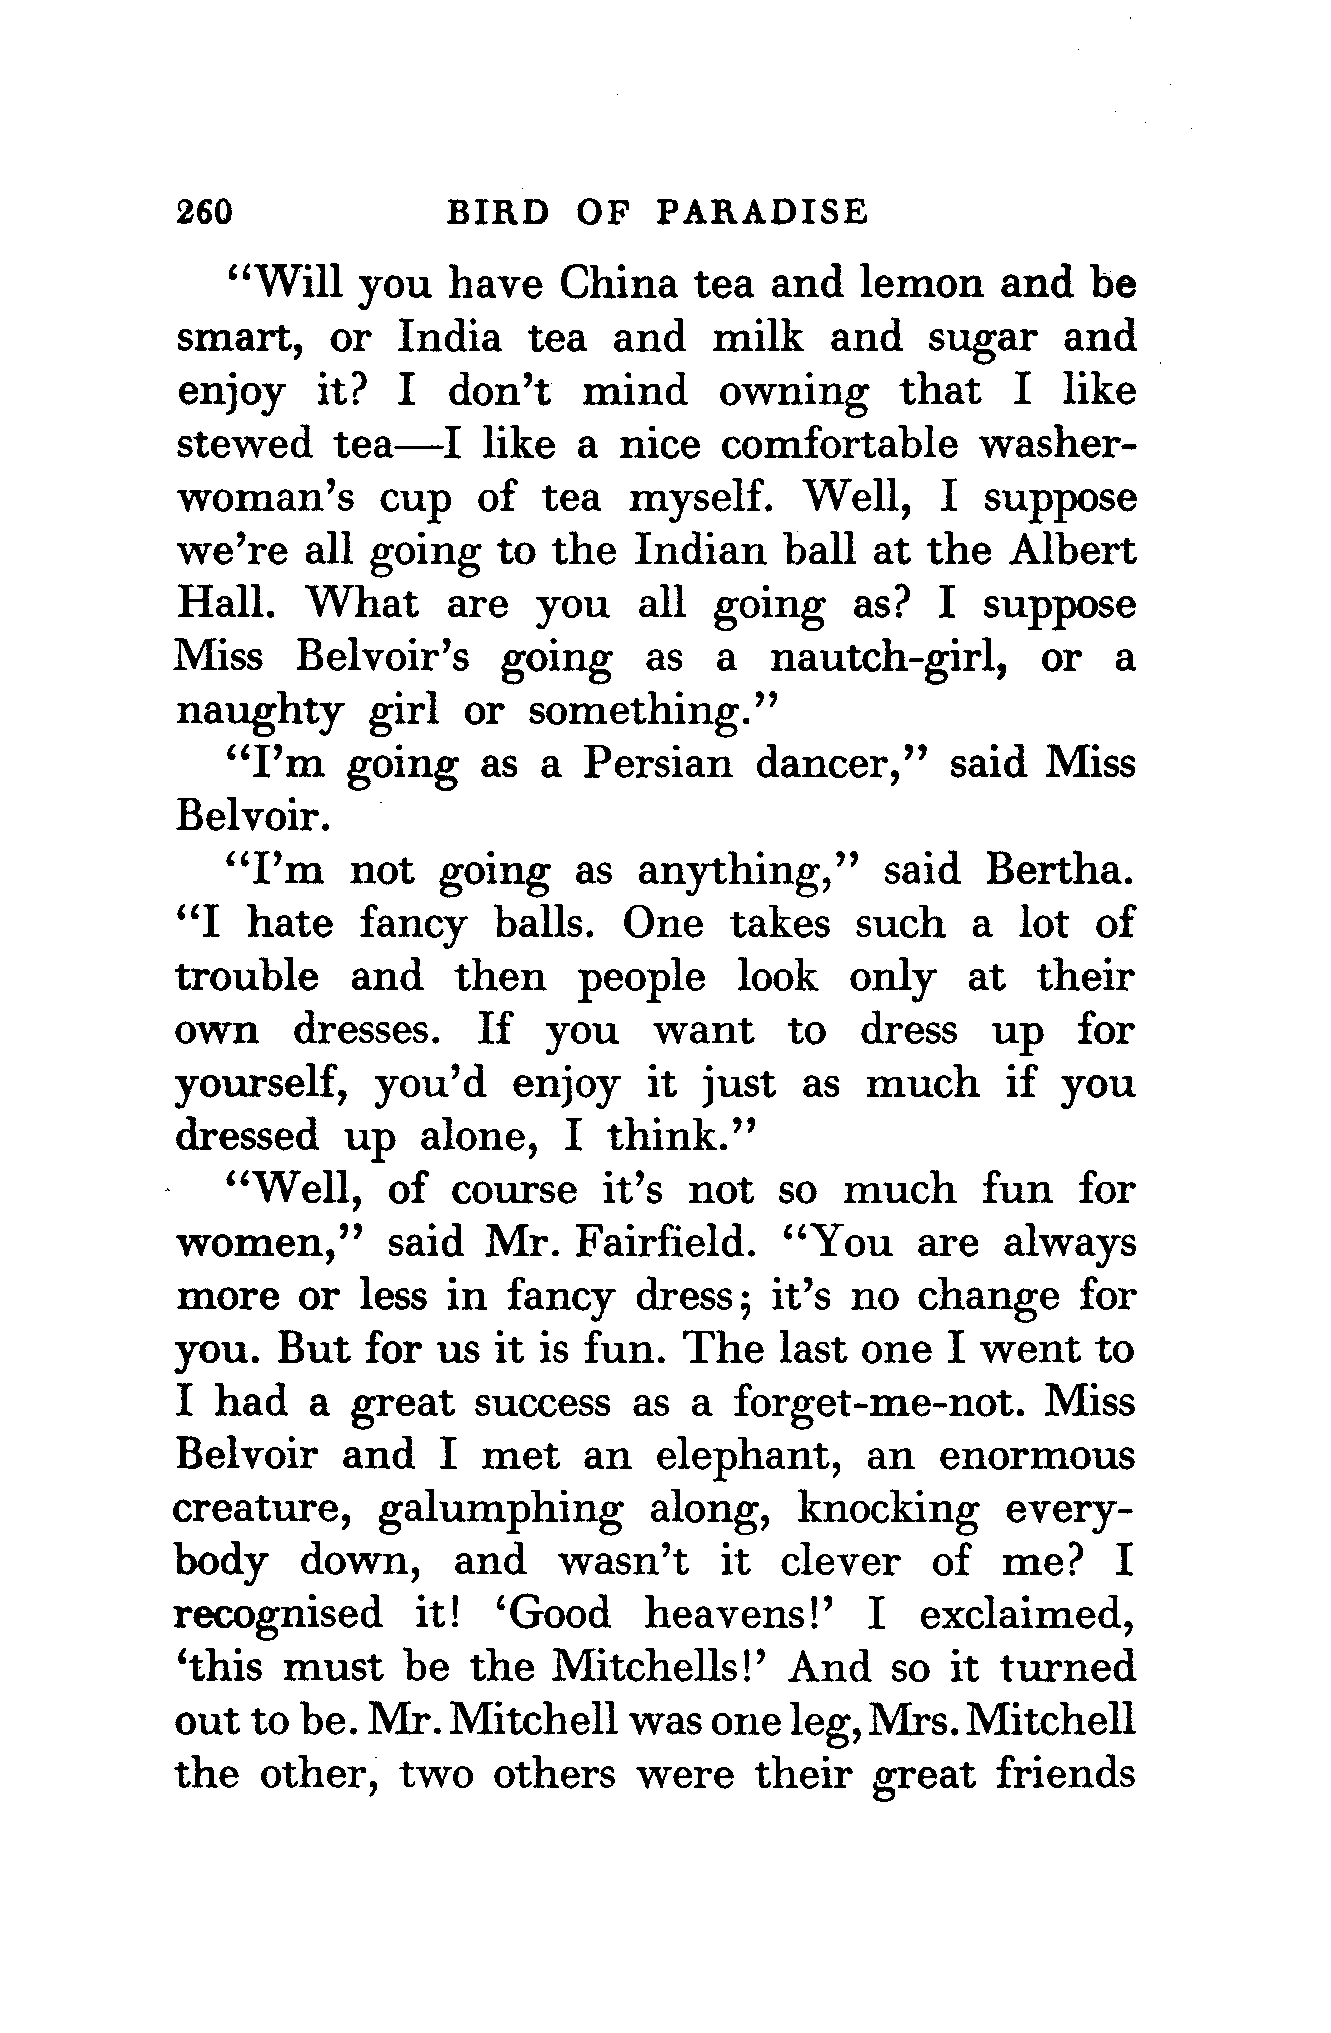 260 BIRD OF PARADISE
“Will you have China tea and lemon and be
smart, or India tea and milk and sugar and
enjoy it? I don’t mind owning that I like
stewed tea—I like a nice comfortable washer-
woman’s cup of tea myself. Well, I suppose
we’re all going to the Indian ball at the Albert
Hall. What are you all going as? I suppose
Miss Belvoir’s going as a nautch-girl, or a
naughty girl or something.”
“I’m going as a Persian dancer,” said Miss
Belvoir.
“I’m not going as anything,” said Bertha.
“I hate fancy balls. One takes such a lot of
trouble and then people look only at their
own dresses. If you want to dress up for
yourself, you’d enjoy it just as much if you
dressed up alone, I think.”
“Well, of course it’s not so much fun for
women,” said Mr. Fairfield. “You are always
more or less in fancy dress; it’s no change for
you. But for us it is fun. The last one I went to
I had a great success as a forget-me-not. Miss
Belvoir and I met an elephant, an enormous
creature, galumphing along, knocking every-
body down, and wasn’t it clever of me? I
recognised it! ‘Good heavens!’ I exclaimed,
‘this must be the Mitchells!’ And so it turned
out to be. Mr. Mitchell was one leg, Mrs. Mitchell
the other, two others were their great friends